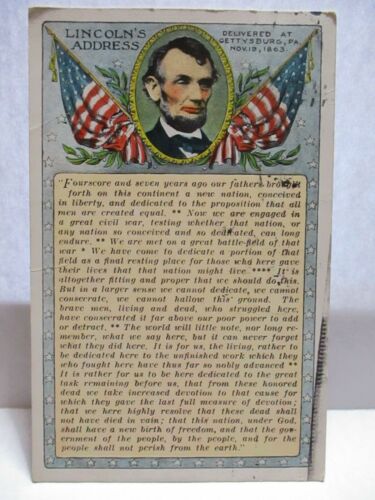 LINCOLN'S
ADDRESS
DELIVERED AT
GETTYSBURG, PA.
NOV. 19, 1863.
"Fourscore and seven years ago our fathers brought
forth on this continent a new nation, conceived
in liberty, and dedicated to the proposition that all
men are created equal. ** Now we are engaged in
a great civil war, testing whether that nation, or
any nation so conceived and so dedicated, can long
endure. ** We are met on a great battle-field of that
war * We have come to dedicate a portion of that
field as a final resting place for those who here gave
their lives that that nation might live. **** It is
altogether fitting and proper that we should do this.
But in a larger sense we cannot dedicate, we cannot
consecrate, we cannot hallow this ground. The
brave men, living and dead, who struggled here,
have consecrated it far above our poor power to add
or detract. ** The world will little note, nor long re-
member, what we say here, but it can never forget
what they did here. It is for us, the living, rather to
be dedicated here to the unfinished work which they
who fought here have thus far so nobly advanced **
It is rather for us to be here dedicated to the great
task remaining before us, that from these honored
dead we take increased devotion to that cause for
which they gave the last full measure of devotion;
that we here highly resolve that these dead shall
not have died in vain; that this nation, under God,
shall have a new birth of freedom, and that the gov-
ernment of the people, by the people, and for the
people shall not perish from the earth."